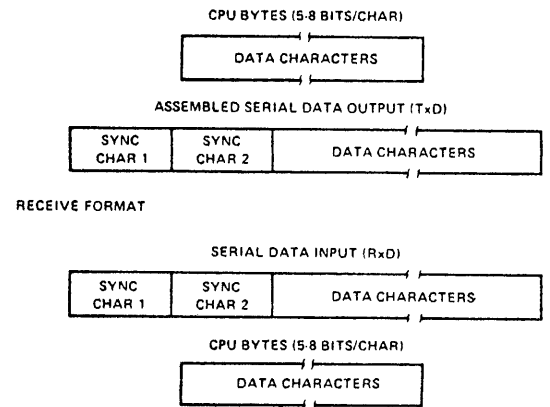 CPU BYTES (5-8 BITS/CHAR)
DATA CHARACTERS
ASSEMBLED SERIAL DATA OUTPUT (TxD)
SYNC CHAR 1
SYNC CHAR 2
DATA CHARACTERS
RECEIVE FORMAT
SERIAL DATA INPUT (RxD)
SYNC CHAR 1
SYNC CHAR 2
DATA CHARACTERS
CPU BYTES (5-8 BITS/CHAR)
DATA CHARACTERS